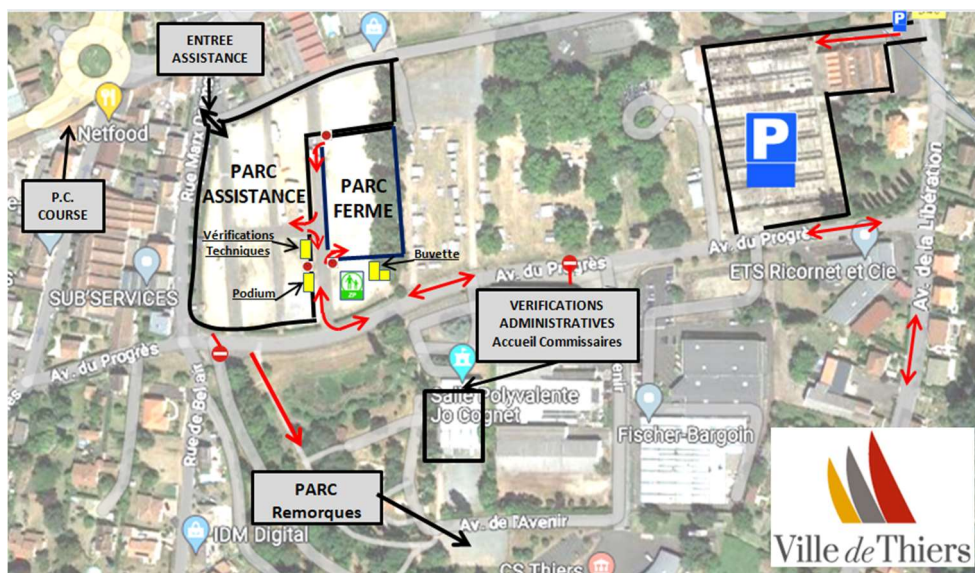 ENTREE
ASSISTANCE
Netfood
P.C.
COURSE
Rue Marx
PARC
ASSISTANCE
PARC
FERME
Vérifications
Techniques
Podium
Buvette
ZP
SUB'SERVICES
P
P
Av. du Progrès
Av. du Progrès
Av. du Progrès
Av. de la Libération
ETS Ricornet et Cie
VERIFICATIONS
ADMINISTRATIVES
Accueil Commissaires
Salle Polyvalente
Jo Cognet
Fischer-Bargoin
Rue de Belair
PARC
Remorques
Av. de l'Avenir
IDM Digital
CS Thiers
Ville de Thiers